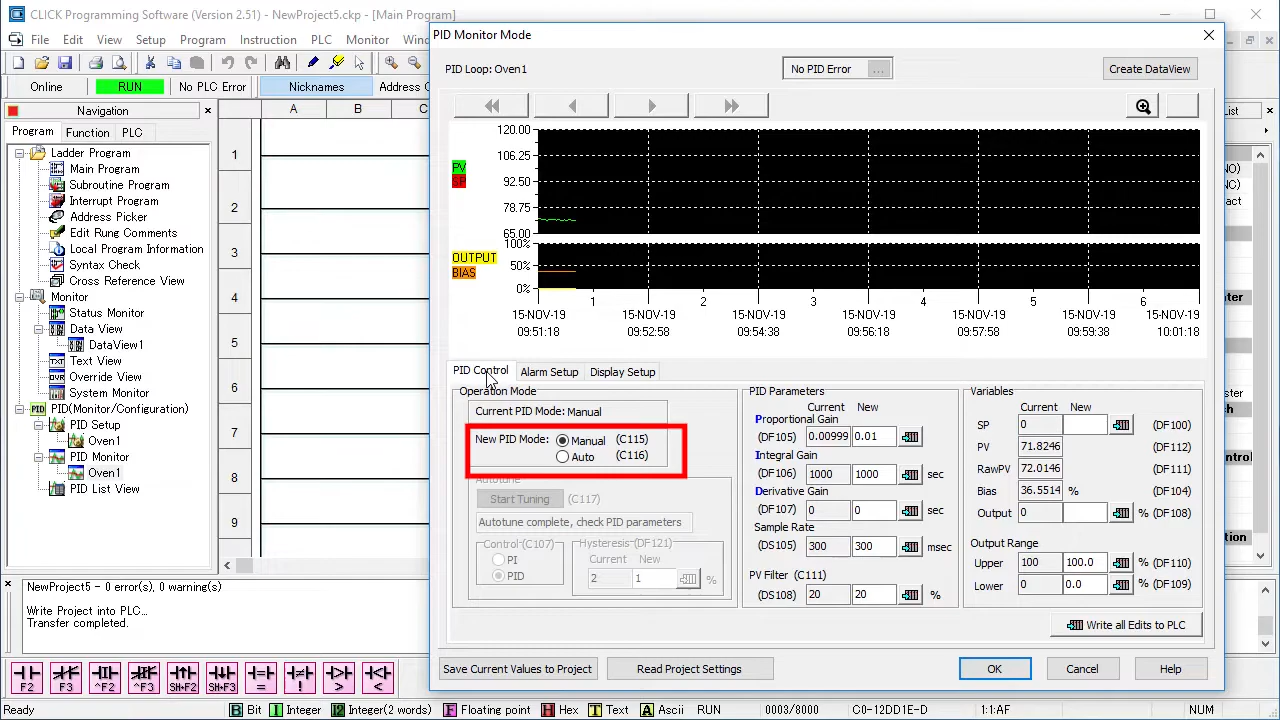 CLICK Programming Software (Version 2.51) - NewProject5.ckp - [Main Program]
File Edit View Setup Program Instruction PLC Monitor Win
Online RUN No PLC Error Nicknames Address C
Navigation
Program Function PLC
Ladder Program
Main Program
Subroutine Program
Interrupt Program
Address Picker
Edit Rung Comments
Local Program Information
Syntax Check
Cross Reference View
Monitor
Status Monitor
Data View
DataView1
Text View
Override View
System Monitor
PID(Monitor/Configuration)
PID Setup
Oven1
PID Monitor
Oven1
PID List View
A B C
1
2
3
4
5
6
7
8
9
PID Monitor Mode
PID Loop: Oven1
No PID Error ...
Create DataView
120.00
106.25
92.50
78.75
65.00
PV
SP
100%
50%
0%
OUTPUT
BIAS
1 2 3 4 5 6
15-NOV-19 15-NOV-19 15-NOV-19 15-NOV-19 15-NOV-19 15-NOV-19 15-NOV-19
09:51:18 09:52:58 09:54:38 09:56:18 09:57:58 09:59:38 10:01:18
PID Control Alarm Setup Display Setup
Operation Mode
Current PID Mode: Manual
New PID Mode: Manual (C115)
Auto (C116)
Autotune
Start Tuning (C117)
Autotune complete, check PID parameters
Control (C107)
PI
PID
Hysteresis (DF121)
Current New
2 1 %
PID Parameters
Current New
Proportional Gain
(DF105) 0.00999 0.01
Integral Gain
(DF106) 1000 1000 sec
Derivative Gain
(DF107) 0 0 sec
Sample Rate
(DS105) 300 300 msec
PV Filter (C111)
(DS108) 20 20 %
Variables
Current New
SP 0 (DF100)
PV 71.8246 (DF112)
RawPV 72.0146 (DF111)
Bias 36.5514 % (DF104)
Output 0 % (DF108)
Output Range
Upper 100 100.0 % (DF110)
Lower 0 0.0 % (DF109)
Write all Edits to PLC
Save Current Values to Project Read Project Settings OK Cancel Help
List
NO)
NC)
act
ter
ster
ch
ontrol
tion
NewProject5 - 0 error(s), 0 warning(s)
Write Project into PLC...
Transfer completed.
F2 F3 ^F2 ^F3 SH+F2 SH+F3 = ! > <
Ready
B Bit I Integer I2 Integer(2 words) F Floating point H Hex T Text A Ascii RUN 0003/8000 C0-12DD1E-D 1:1:AF NUM